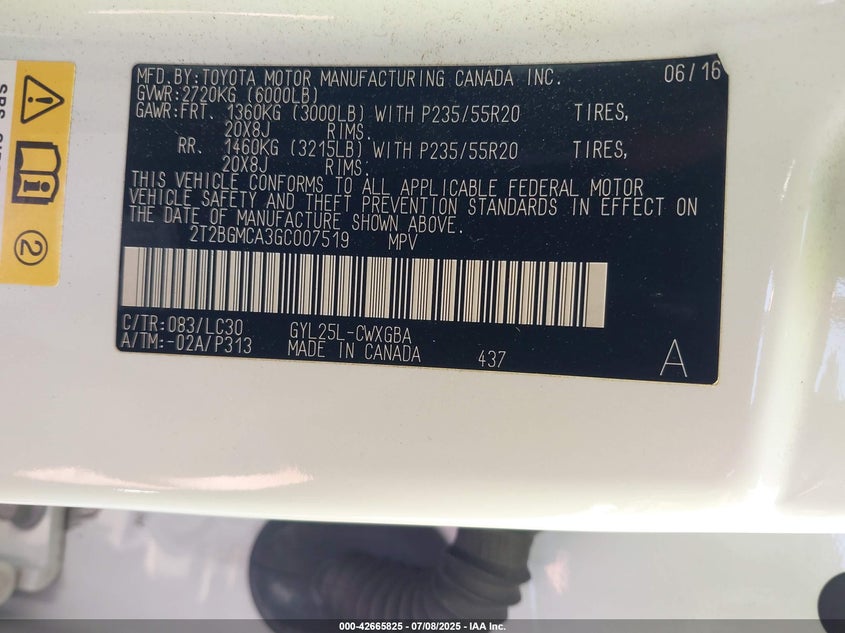 MFD.BY:TOYOTA MOTOR MANUFACTURING CANADA INC. 06/16
GVWR:2720KG (6000LB)
GAWR:FRT. 1360KG (3000LB) WITH P235/55R20 TIRES,
20X8J RIMS.
RR. 1460KG (3215LB) WITH P235/55R20 TIRES,
20X8J RIMS.
THIS VEHICLE CONFORMS TO ALL APPLICABLE FEDERAL MOTOR
VEHICLE SAFETY AND THEFT PREVENTION STANDARDS IN EFFECT ON
THE DATE OF MANUFACTURE SHOWN ABOVE.
2T2BGMCA3GC007519 MPV
C/TR:083/LC30 GYL25L-CWXGBA
A/TM:-02A/P313 MADE IN CANADA 437 A
2
000-42665825 - 07/08/2025 - IAA Inc.